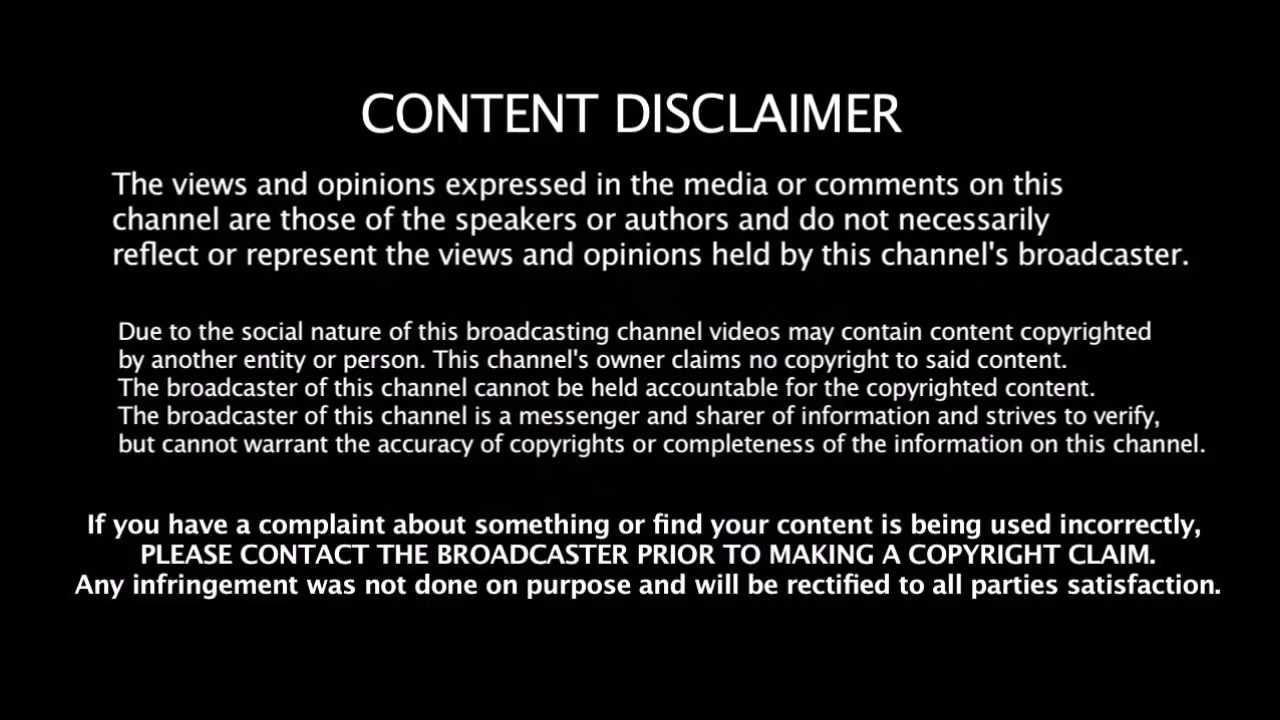 CONTENT DISCLAIMER
The views and opinions expressed in the media or comments on this
channel are those of the speakers or authors and do not necessarily
reflect or represent the views and opinions held by this channel's broadcaster.
Due to the social nature of this broadcasting channel videos may contain content copyrighted
by another entity or person. This channel's owner claims no copyright to said content.
The broadcaster of this channel cannot be held accountable for the copyrighted content.
The broadcaster of this channel is a messenger and sharer of information and strives to verify,
but cannot warrant the accuracy of copyrights or completeness of the information on this channel.
If you have a complaint about something or find your content is being used incorrectly,
PLEASE CONTACT THE BROADCASTER PRIOR TO MAKING A COPYRIGHT CLAIM.
Any infringement was not done on purpose and will be rectified to all parties satisfaction.